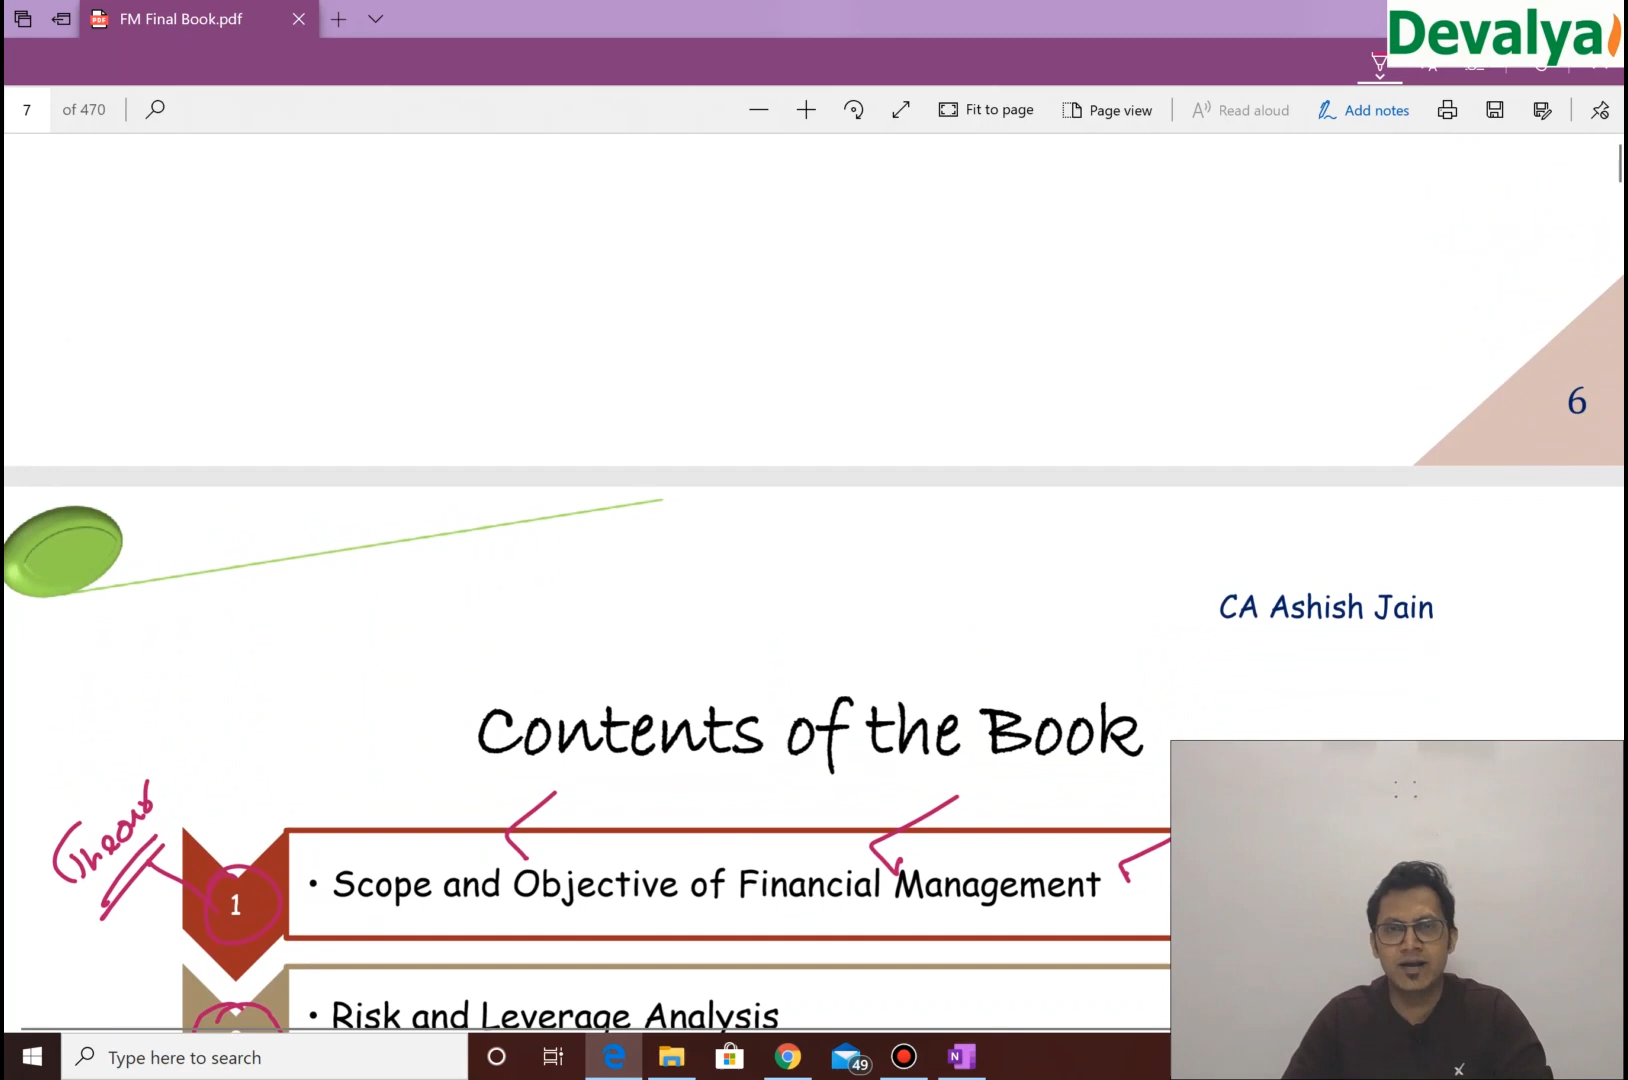 FM Final Book.pdf
Devalya
7 of 470
Fit to page
Page view
Read aloud
Add notes
6
CA Ashish Jain
Contents of the Book
Theory
1
• Scope and Objective of Financial Management
• Risk and Leverage Analysis
Type here to search
49